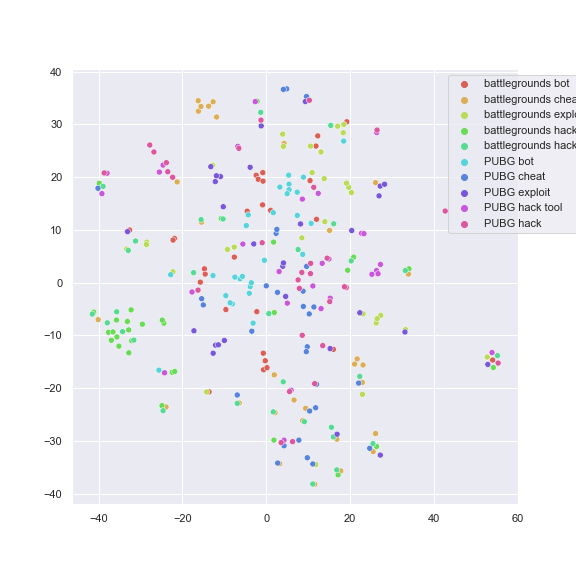 40
30
20
10
0
−10
−20
−30
−40
−40
−20
0
20
40
60
battlegrounds bot
battlegrounds chea
battlegrounds explo
battlegrounds hack
battlegrounds hack
PUBG bot
PUBG cheat
PUBG exploit
PUBG hack tool
PUBG hack